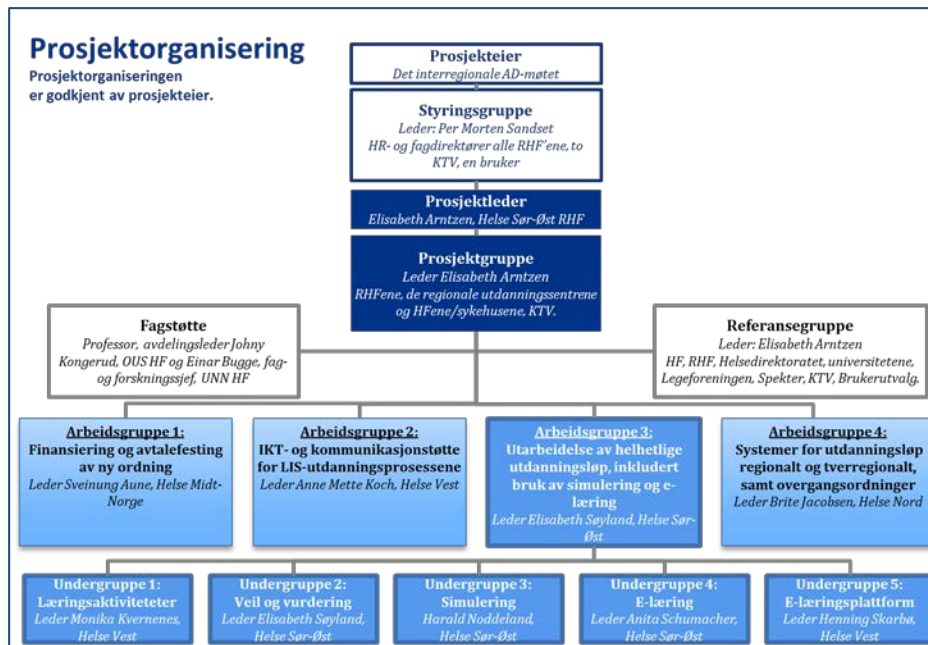 Prosjektorganisering
Prosjektorganiseringen
er godkjent av prosjekteier.
Prosjekteier
Det interregionale AD-møtet
Styringsgruppe
Leder: Per Morten Sandset
HR- og fagdirektører alle RHF'ene, to
KTV, en bruker
Prosjektleder
Elisabeth Arntzen, Helse Sør-Øst RHF
Prosjektgruppe
Leder Elisabeth Arntzen
RHFene, de regionale utdanningssentrene
og HFene/sykehusene, KTV.
Fagstøtte
Professor, avdelingsleder Johny
Kongerud, OUS HF og Einar Bugge, fag-
og forskningssjef, UNN HF
Referansegruppe
Leder: Elisabeth Arntzen
HF, RHF, Helsedirektoratet, universitetene,
Legeforeningen, Spekter, KTV, Brukerutvalg.
Arbeidsgruppe 1:
Finansiering og avtalefesting
av ny ordning
Leder Sveinung Aune, Helse Midt-
Norge
Arbeidsgruppe 2:
IKT- og kommunikasjonstøtte
for LIS-utdanningsprosessene
Leder Anne Mette Koch, Helse Vest
Arbeidsgruppe 3:
Utarbeidelse av helhetlige
utdanningsløp, inkludert
bruk av simulering og e-
læring
Leder Elisabeth Søyland, Helse Sør-
Øst
Arbeidsgruppe 4:
Systemer for utdanningsløp
regionalt og tverregionalt,
samt overgangsordninger
Leder Brite Jacobsen, Helse Nord
Undergruppe 1:
Læringsaktiviteteter
Leder Monika Kvernenes,
Helse Vest
Undergruppe 2:
Veil og vurdering
Leder Elisabeth Søyland,
Helse Sør-Øst
Undergruppe 3:
Simulering
Harald Noddeland,
Helse Sør-Øst
Undergruppe 4:
E-læring
Leder Anita Schumacher,
Helse Sør-Øst
Undergruppe 5:
E-læringsplattform
Leder Henning Skarbø,
Helse Vest